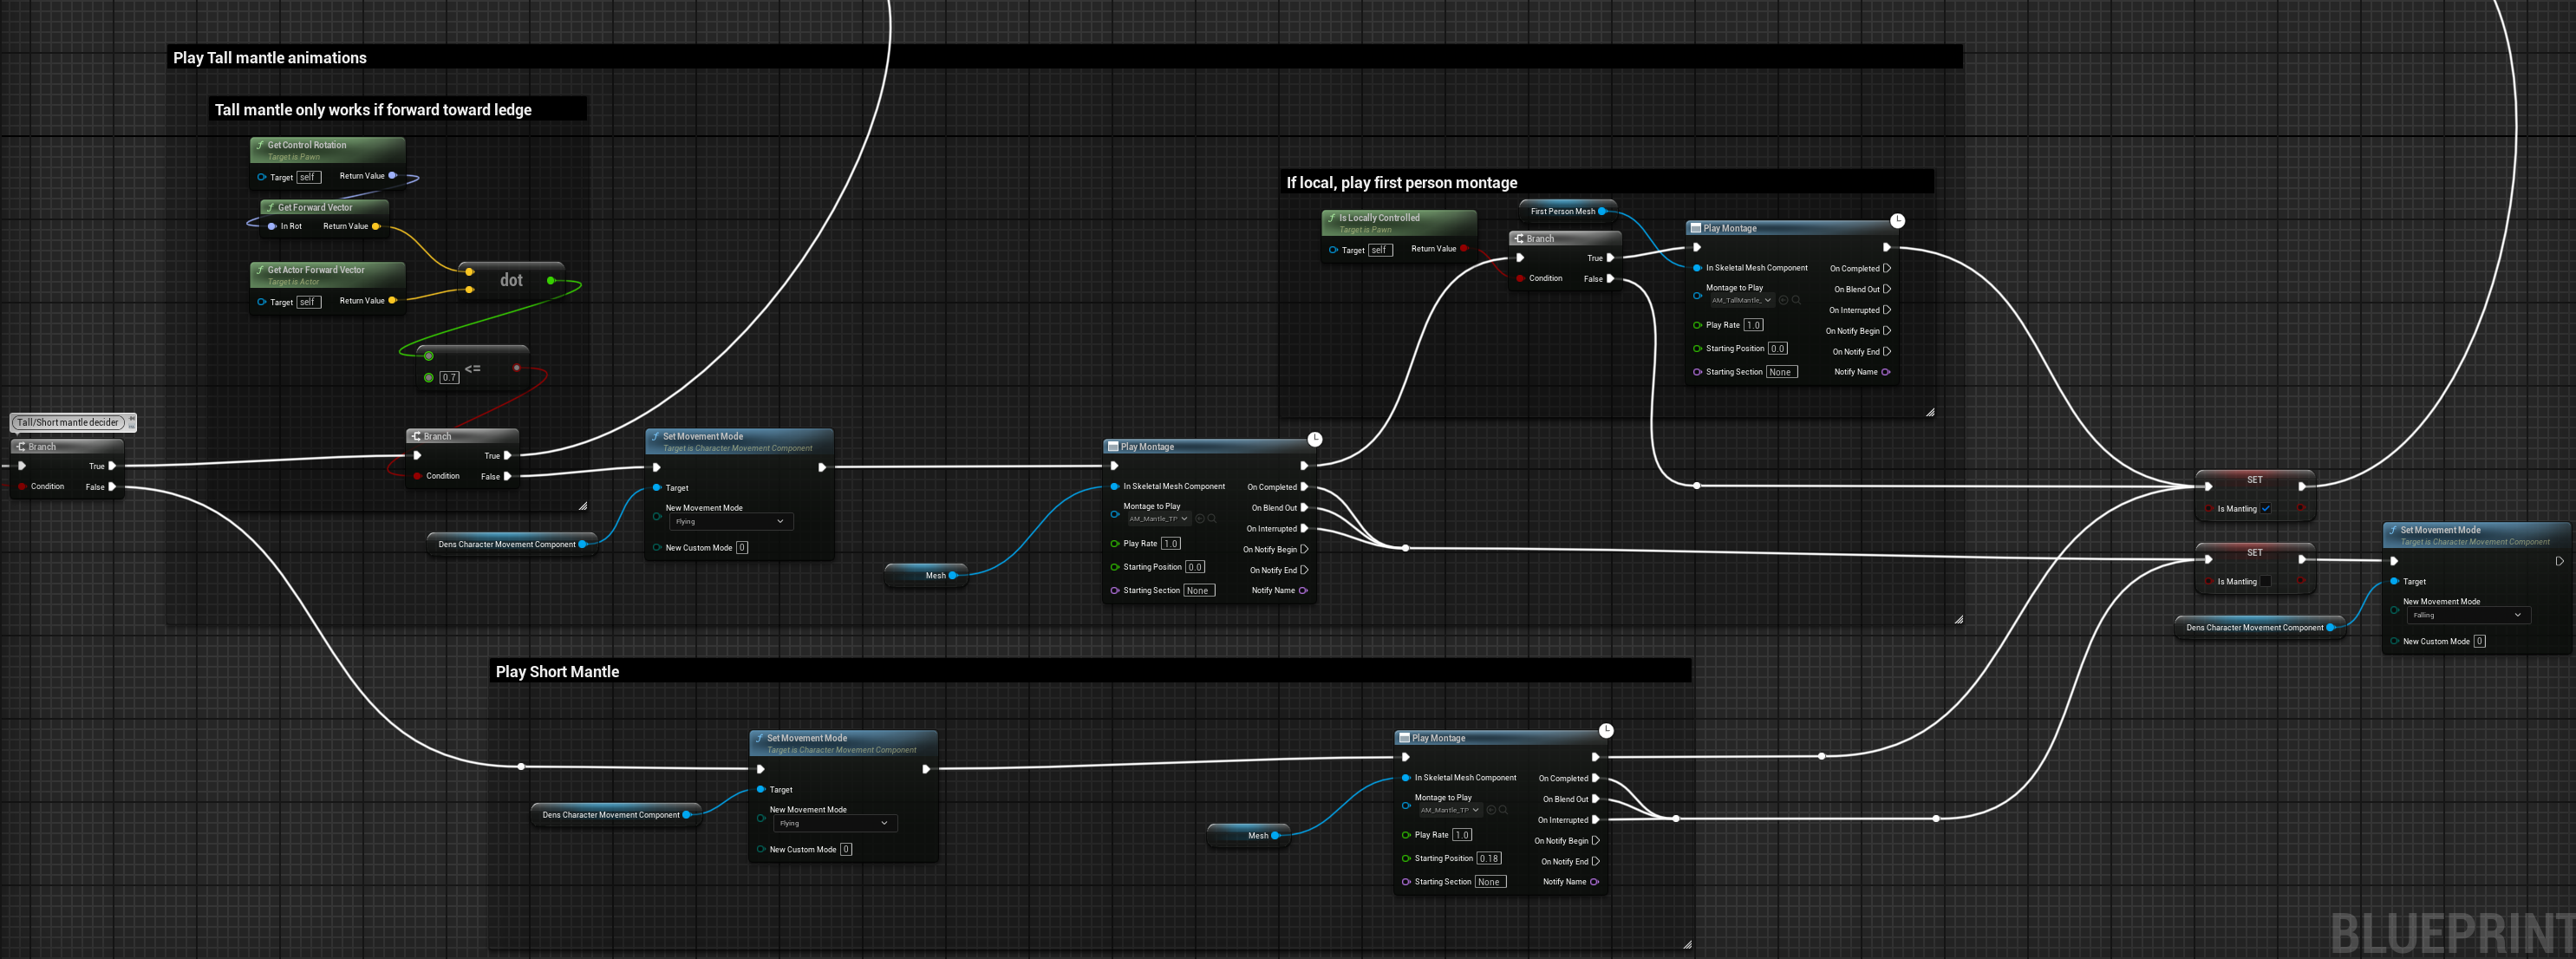 Play Tall mantle animations
Tall mantle only works if forward toward ledge
Get Control Rotation
Target is Pawn
Target self Return Value
Get Forward Vector
In Rot Return Value
Get Actor Forward Vector
Target is Actor
Target self Return Value
dot
0.7 <=
Tall/Short mantle decider
Branch
True
Condition False
Branch
True
Condition False
Set Movement Mode
Target is Character Movement Component
Target
New Movement Mode
Flying
New Custom Mode 0
Dens Character Movement Component
Mesh
Play Montage
In Skeletal Mesh Component On Completed
Montage to Play On Blend Out
AM_Mantle_TP
On Interrupted
Play Rate 1.0 On Notify Begin
Starting Position 0.0 On Notify End
Starting Section None Notify Name
If local, play first person montage
Is Locally Controlled
Target is Pawn
Target self Return Value
First Person Mesh
Branch
True
Condition False
Play Montage
In Skeletal Mesh Component On Completed
Montage to Play On Blend Out
AM_TallMantle_
On Interrupted
Play Rate 1.0 On Notify Begin
Starting Position 0.0 On Notify End
Starting Section None Notify Name
SET
Is Mantling
SET
Is Mantling
Dens Character Movement Component
Set Movement Mode
Target is Character Movement Component
Target
New Movement Mode
Falling
New Custom Mode 0
Play Short Mantle
Set Movement Mode
Target is Character Movement Component
Target
New Movement Mode
Flying
New Custom Mode 0
Dens Character Movement Component
Mesh
Play Montage
In Skeletal Mesh Component On Completed
Montage to Play On Blend Out
AM_Mantle_TP
On Interrupted
Play Rate 1.0 On Notify Begin
Starting Position 0.18 On Notify End
Starting Section None Notify Name
BLUEPRINT